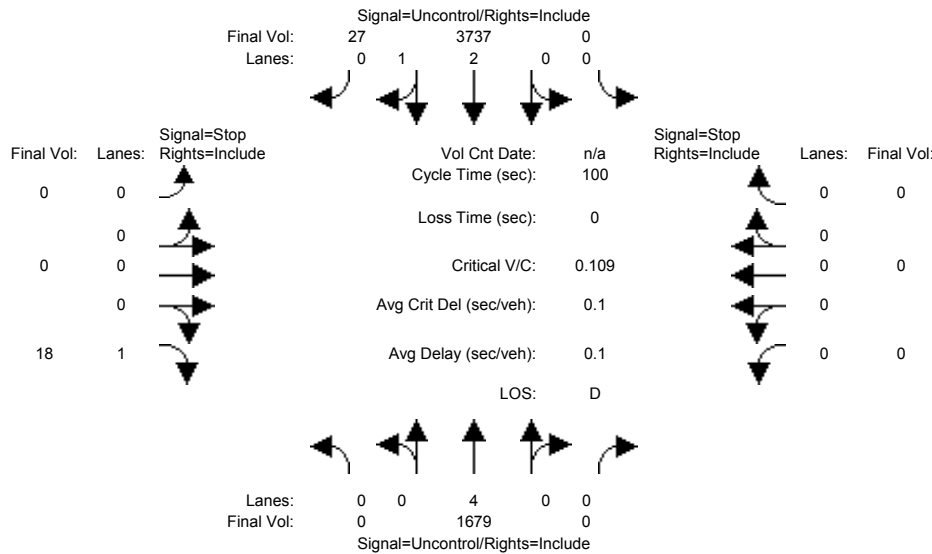 Signal=Uncontrol/Rights=Include
Final Vol: 27 3737 0
Lanes: 0 1 2 0 0
Signal=Stop
Final Vol: Lanes: Rights=Include
Vol Cnt Date: n/a
Signal=Stop
Rights=Include Lanes: Final Vol:
Cycle Time (sec): 100
0 0
0 0
Loss Time (sec): 0
0
0
0 0
Critical V/C: 0.109
0 0
0
Avg Crit Del (sec/veh): 0.1
0
18 1
Avg Delay (sec/veh): 0.1
0 0
LOS: D
Lanes: 0 0 4 0 0
Final Vol: 0 1679 0
Signal=Uncontrol/Rights=Include